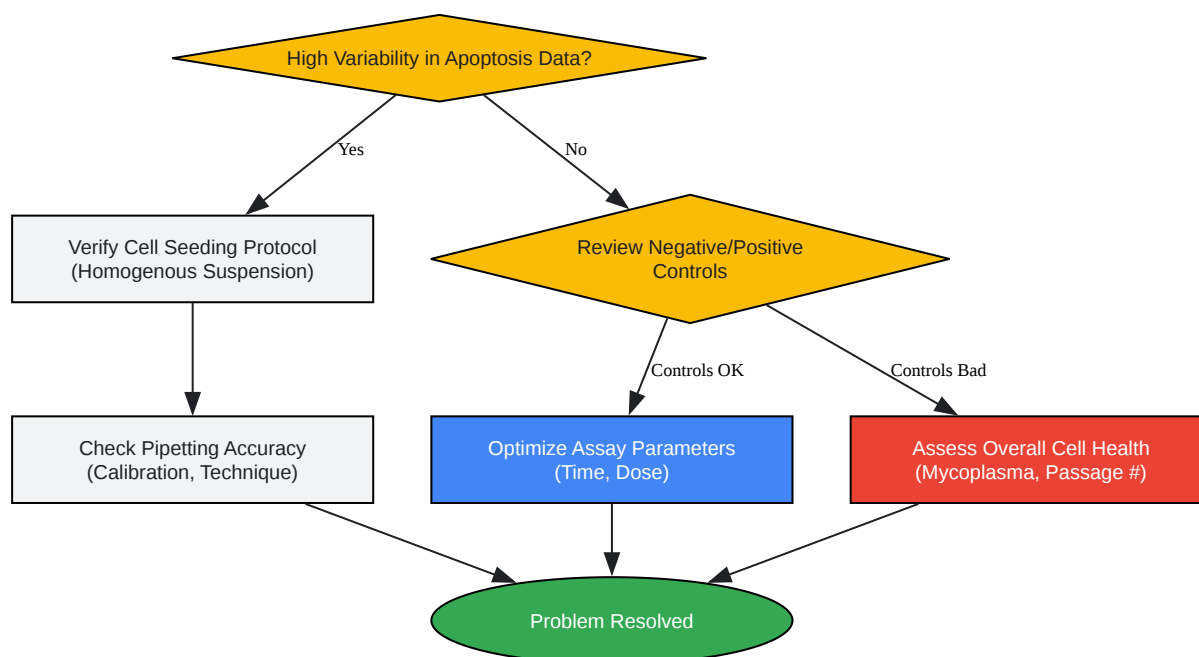 High Variability in Apoptosis Data?
Yes
No
Verify Cell Seeding Protocol
(Homogenous Suspension)
Review Negative/Positive
Controls
Controls OK
Controls Bad
Check Pipetting Accuracy
(Calibration, Technique)
Optimize Assay Parameters
(Time, Dose)
Assess Overall Cell Health
(Mycoplasma, Passage #)
Problem Resolved